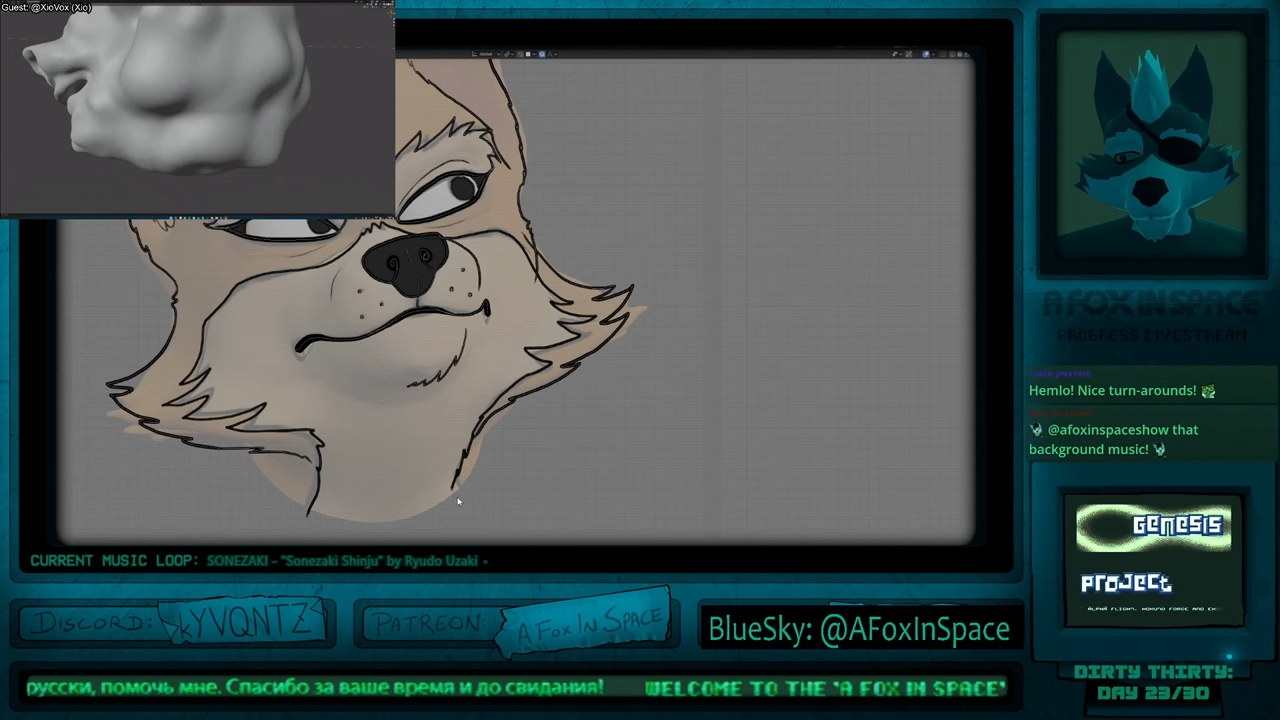 Guest: @XioVox (Xio)
A FOX IN SPACE
PROGRESS LIVESTREAM
Hemlo! Nice turn-arounds!
@afoxinspaceshow that
background music!
GENESIS
PROJECT
CURRENT MUSIC LOOP: SONEZAKI - "Sonezaki Shinju" by Ryudo Uzaki -
DISCORD: kYVQNTZ
PATREON: A FOX IN SPACE
BlueSky: @AFoxInSpace
DIRTY THIRTY:
DAY 23/30
русски, помочь мне. Спасибо за ваше время и до свидания! WELCOME TO THE 'A FOX IN SPACE'